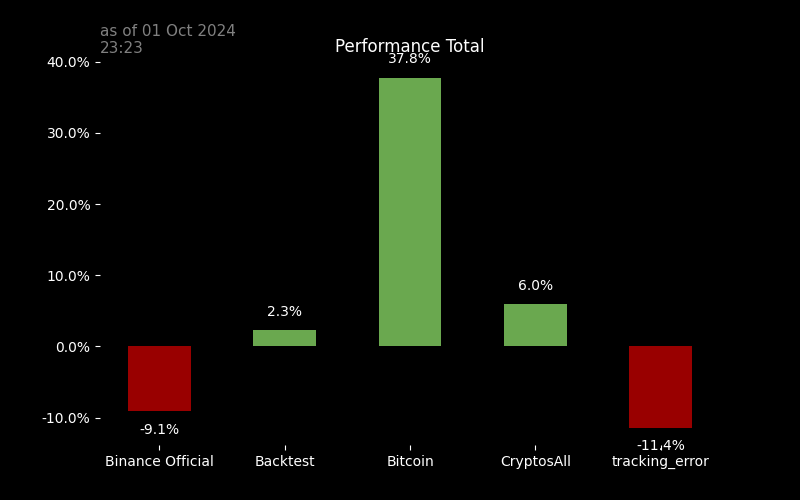 as of 01 Oct 2024
23:23
Performance Total
40.0%
37.8%
30.0%
20.0%
10.0%
6.0%
2.3%
0.0%
-10.0%
-9.1%
-11.4%
Binance Official
Backtest
Bitcoin
CryptosAll
tracking_error